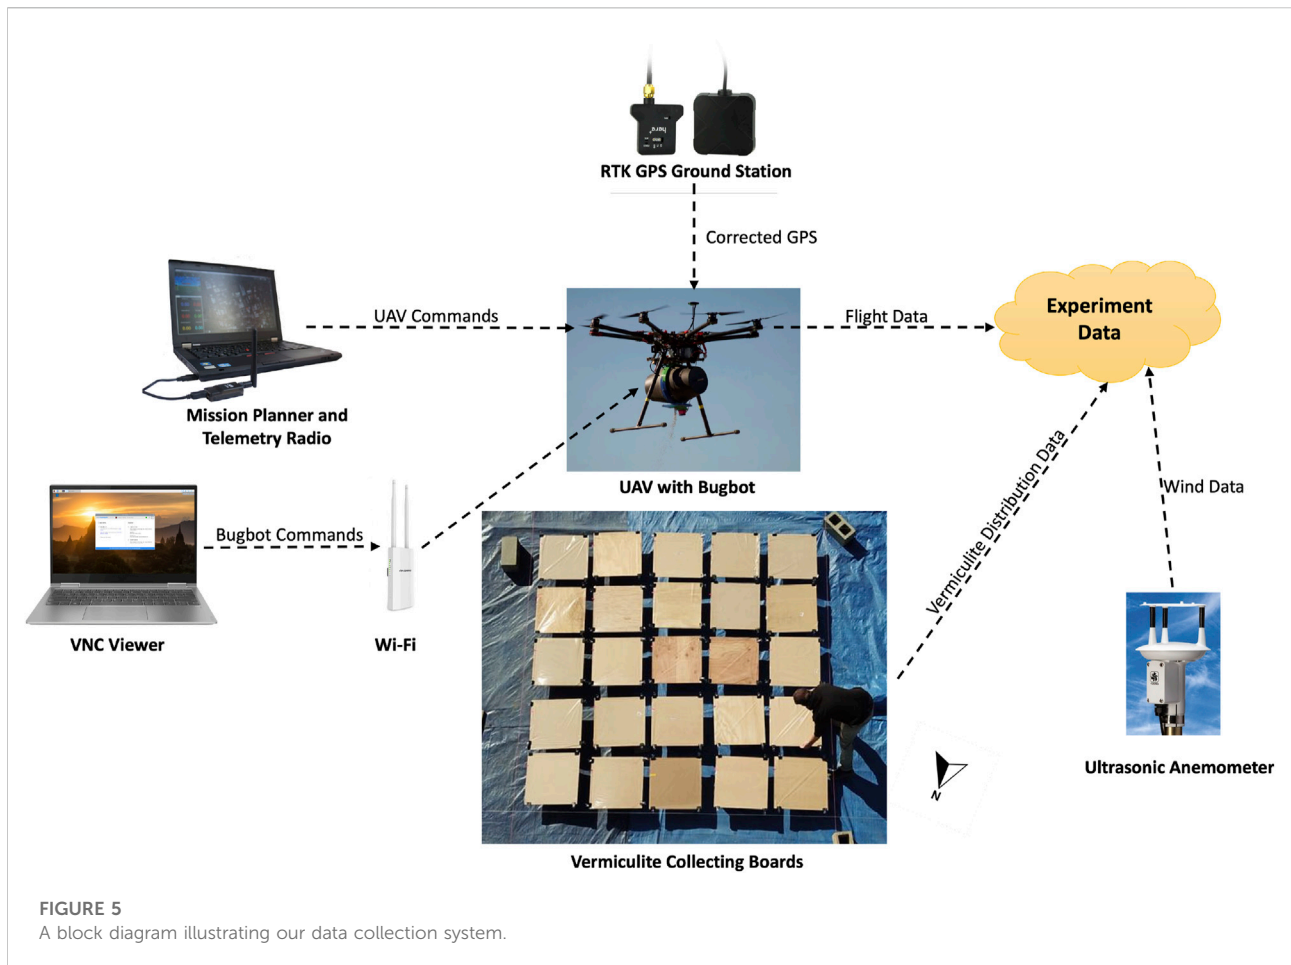 RTK GPS Ground Station
Corrected GPS
UAV Commands
Flight Data
Experiment
Data
Mission Planner and
Telemetry Radio
UAV with Bugbot
Bugbot Commands
VNC Viewer
Wi-Fi
Vermiculite Distribution Data
Wind Data
Ultrasonic Anemometer
N
Vermiculite Collecting Boards
FIGURE 5
A block diagram illustrating our data collection system.